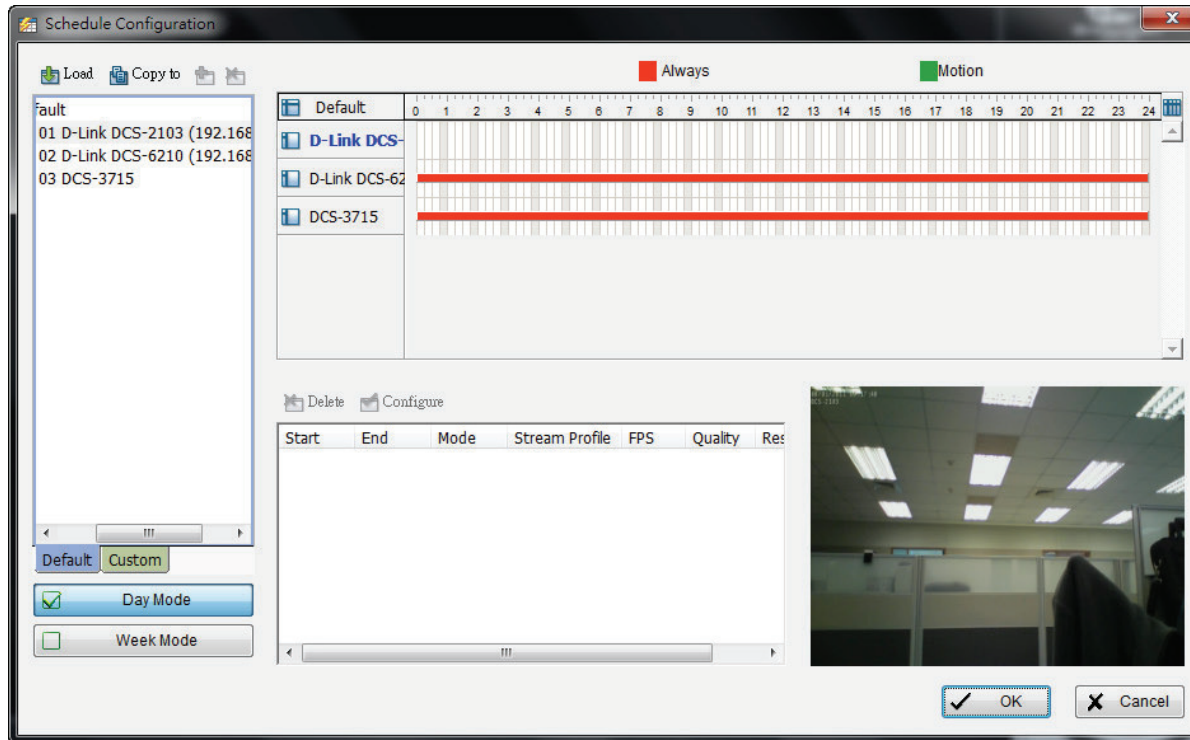 Schedule Configuration
Load Copy to
Always Motion
fault
01 D-Link DCS-2103 (192.168
02 D-Link DCS-6210 (192.168
03 DCS-3715
Default 0 1 2 3 4 5 6 7 8 9 10 11 12 13 14 15 16 17 18 19 20 21 22 23 24
D-Link DCS-
D-Link DCS-62
DCS-3715
Delete Configure
Start End Mode Stream Profile FPS Quality Res
DCS-2103
Default Custom
Day Mode
Week Mode
OK Cancel